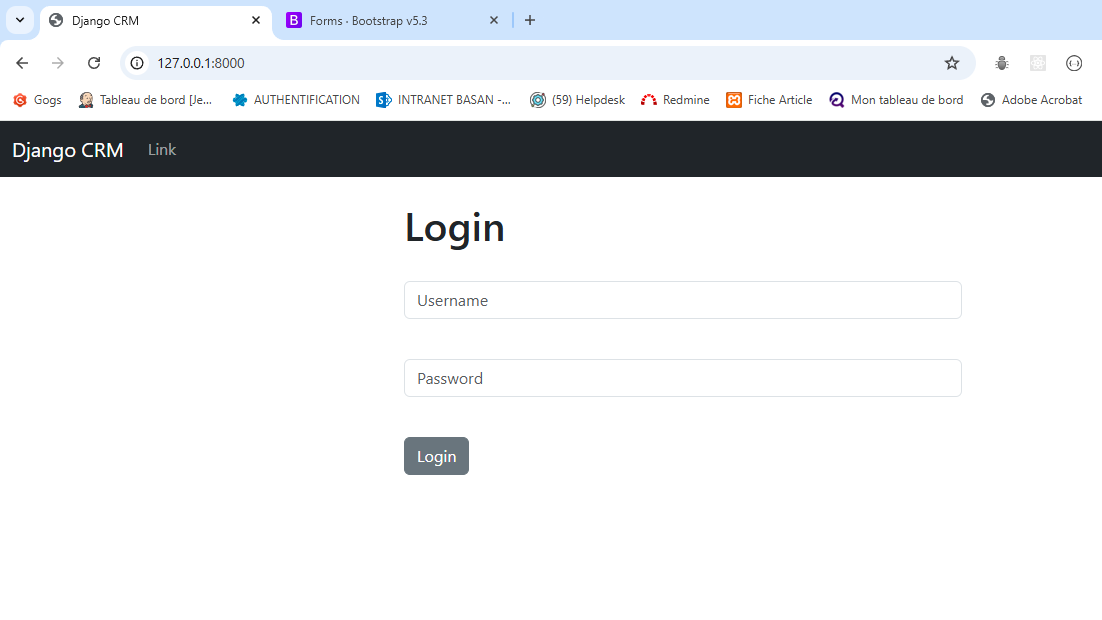 Django CRM
Forms · Bootstrap v5.3
127.0.0.1:8000
Gogs
Tableau de bord [Je...
AUTHENTIFICATION
INTRANET BASAN -...
(59) Helpdesk
Redmine
Fiche Article
Mon tableau de bord
Adobe Acrobat
Django CRM
Link
Login
Username
Password
Login